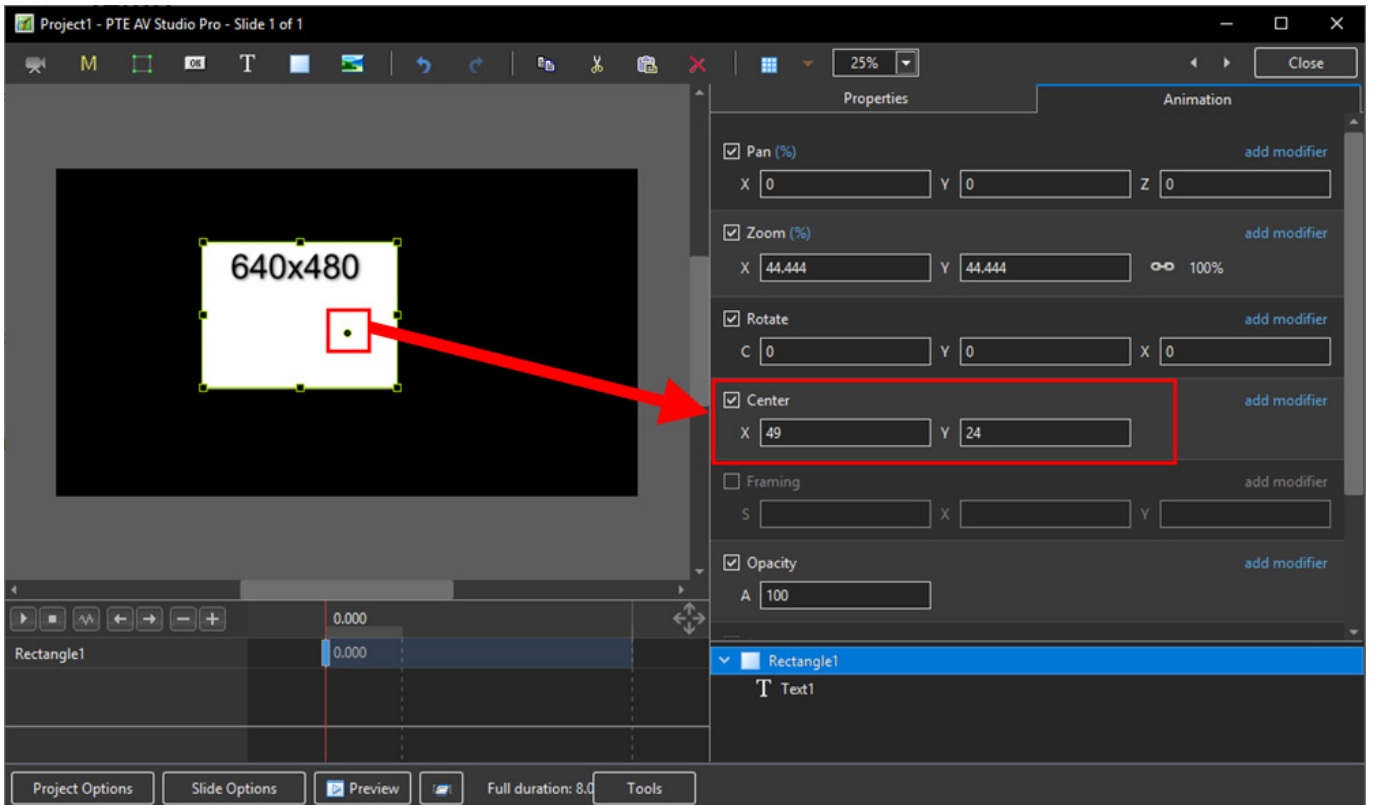 Project1 - PTE AV Studio Pro - Slide 1 of 1
M OK T 25% Close
Properties Animation
Pan (%) add modifier
X 0 Y 0 Z 0
Zoom (%) add modifier
X 44.444 Y 44.444 100%
640x480
Rotate add modifier
C 0 Y 0 X 0
Center add modifier
X 49 Y 24
Framing add modifier
S X Y
Opacity add modifier
A 100
0.000
Rectangle1 0.000
Rectangle1
T Text1
Project Options Slide Options Preview Full duration: 8.0 Tools